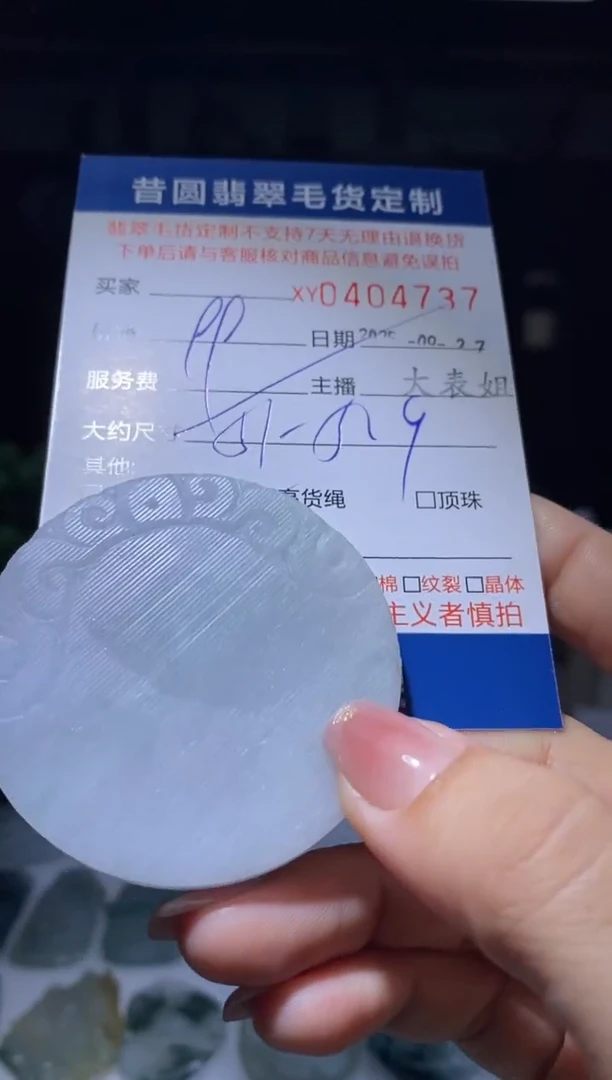 昔圆翡翠毛货定制
翡翠毛货定制不支持7天无理由退换货
下单后请与客服核对商品信息避免误拍
买家 XY0404737
日期 2025-09-27
服务费 主播 大表姐
大约尺
其他:
货绳 □顶珠
棉 □纹裂 □晶体
主义者慎拍